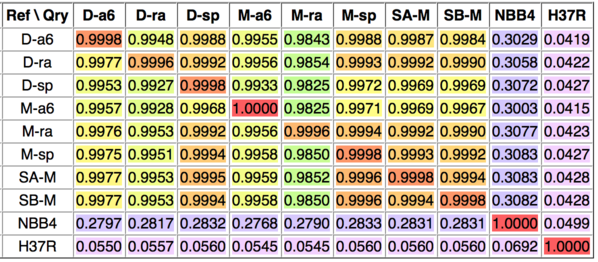 Ref \ Qry D-a6 D-ra D-sp M-a6 M-ra M-sp SA-M SB-M NBB4 H37R
D-a6 0.9998 0.9948 0.9988 0.9955 0.9843 0.9988 0.9987 0.9984 0.3029 0.0419
D-ra 0.9977 0.9996 0.9992 0.9956 0.9854 0.9993 0.9992 0.9990 0.3058 0.0422
D-sp 0.9953 0.9927 0.9998 0.9933 0.9825 0.9972 0.9969 0.9969 0.3072 0.0427
M-a6 0.9957 0.9928 0.9968 1.0000 0.9825 0.9971 0.9969 0.9967 0.3003 0.0415
M-ra 0.9976 0.9953 0.9992 0.9956 0.9996 0.9994 0.9992 0.9990 0.3077 0.0423
M-sp 0.9975 0.9951 0.9994 0.9958 0.9850 0.9998 0.9993 0.9992 0.3083 0.0427
SA-M 0.9977 0.9953 0.9995 0.9959 0.9852 0.9996 0.9998 0.9994 0.3083 0.0428
SB-M 0.9977 0.9953 0.9994 0.9958 0.9850 0.9996 0.9994 0.9998 0.3082 0.0428
NBB4 0.2797 0.2817 0.2832 0.2768 0.2790 0.2833 0.2831 0.2831 1.0000 0.0499
H37R 0.0550 0.0557 0.0560 0.0545 0.0545 0.0560 0.0560 0.0560 0.0692 1.0000